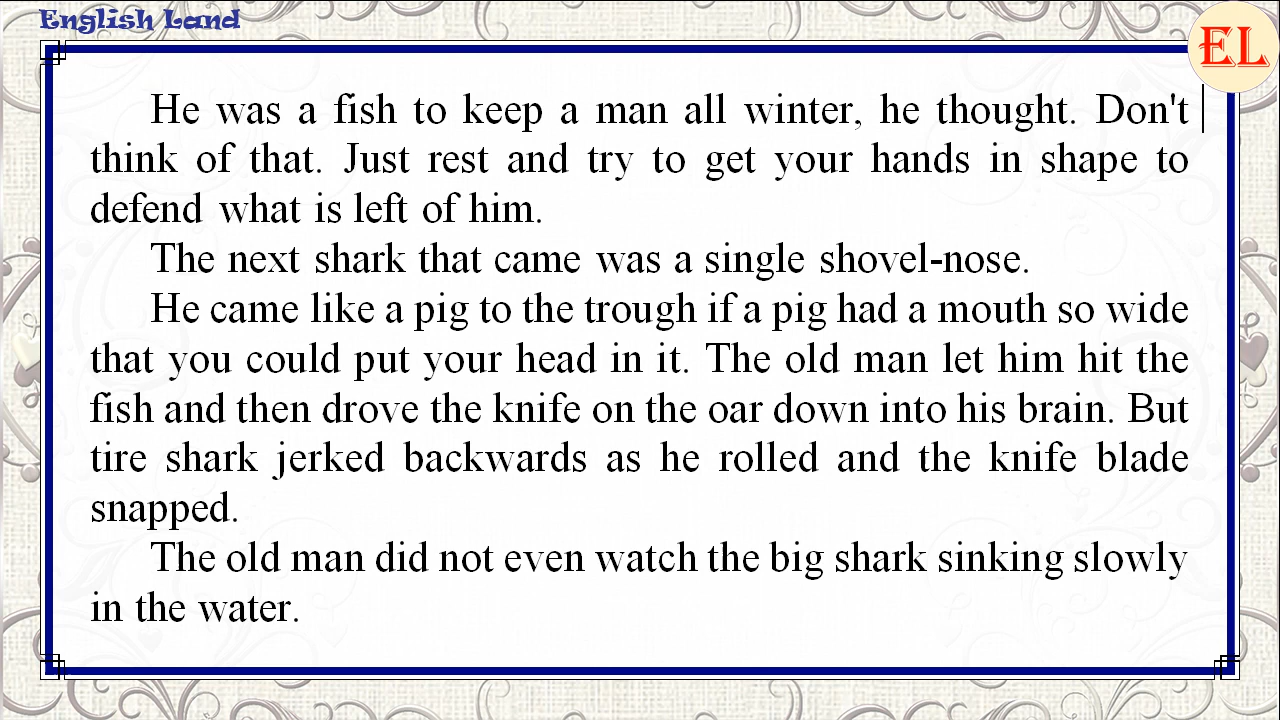 English Land
EL
He was a fish to keep a man all winter, he thought. Don't
think of that. Just rest and try to get your hands in shape to
defend what is left of him.
The next shark that came was a single shovel-nose.
He came like a pig to the trough if a pig had a mouth so wide
that you could put your head in it. The old man let him hit the
fish and then drove the knife on the oar down into his brain. But
tire shark jerked backwards as he rolled and the knife blade
snapped.
The old man did not even watch the big shark sinking slowly
in the water.